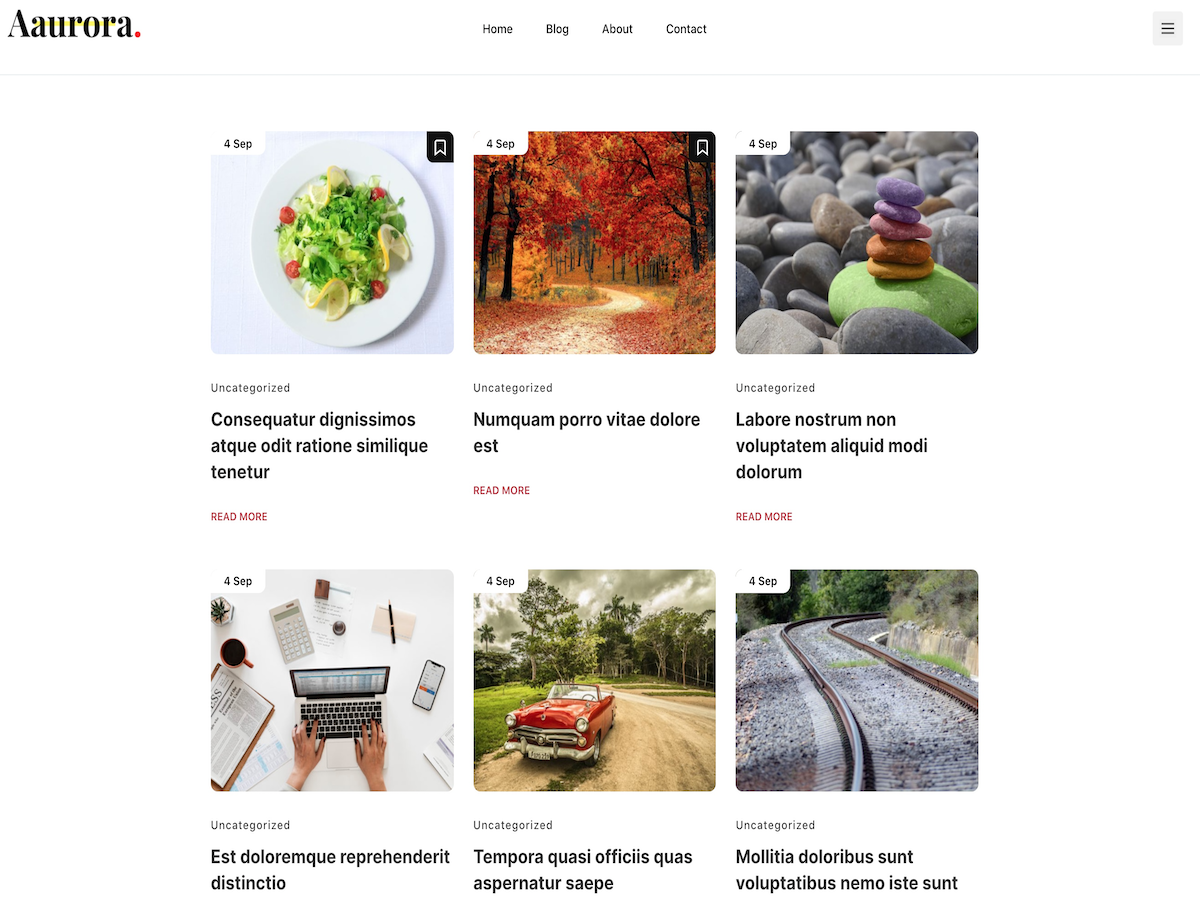 Aaurora.
Home
Blog
About
Contact
4 Sep
4 Sep
4 Sep
Uncategorized
Consequatur dignissimos
atque odit ratione similique
tenetur
READ MORE
Uncategorized
Numquam porro vitae dolore
est
READ MORE
Uncategorized
Labore nostrum non
voluptatem aliquid modi
dolorum
READ MORE
4 Sep
4 Sep
4 Sep
Uncategorized
Est doloremque reprehenderit
distinctio
Uncategorized
Tempora quasi officiis quas
aspernatur saepe
Uncategorized
Mollitia doloribus sunt
voluptatibus nemo iste sunt